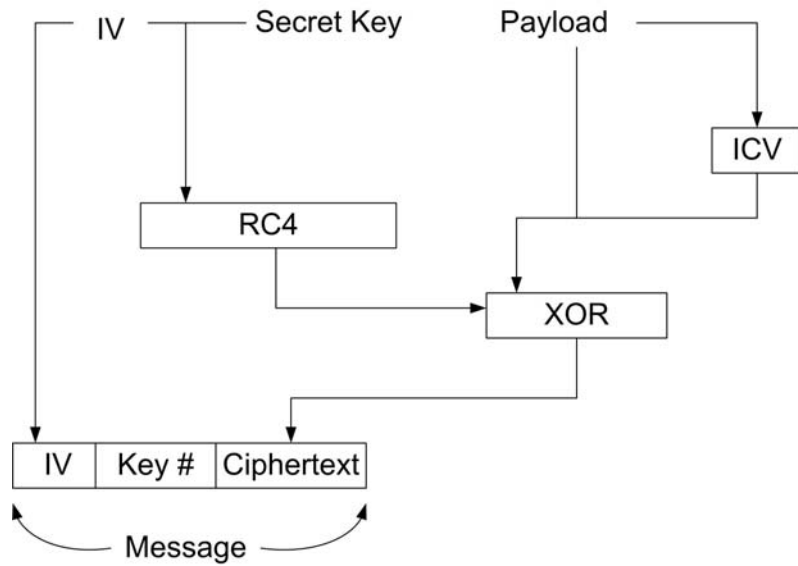 IV Secret Key Payload
ICV
RC4
XOR
IV Key # Ciphertext
Message